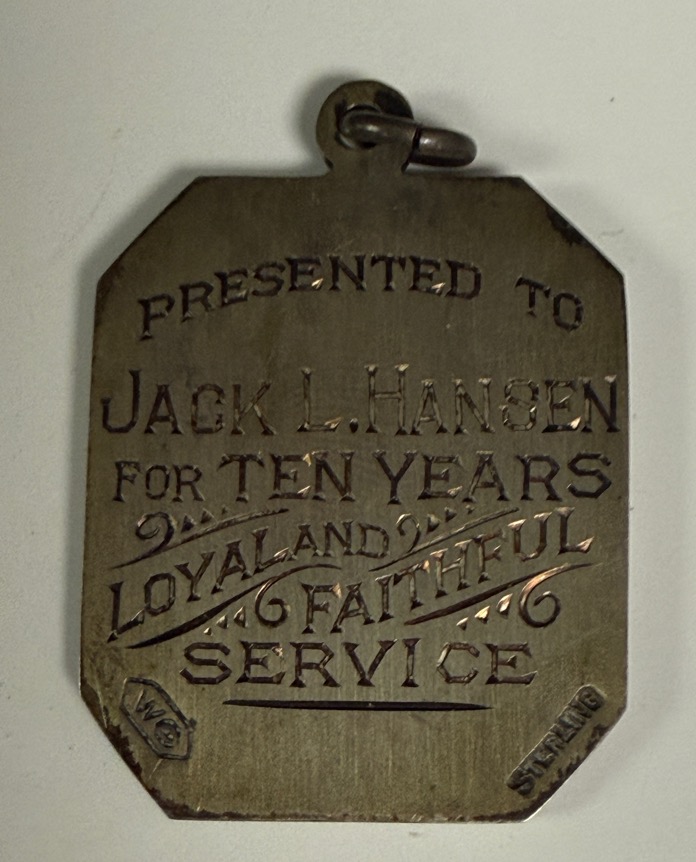 PRESENTED TO
JACK L. HANSEN
FOR TEN YEARS
LOYAL AND FAITHFUL
SERVICE
STERLING